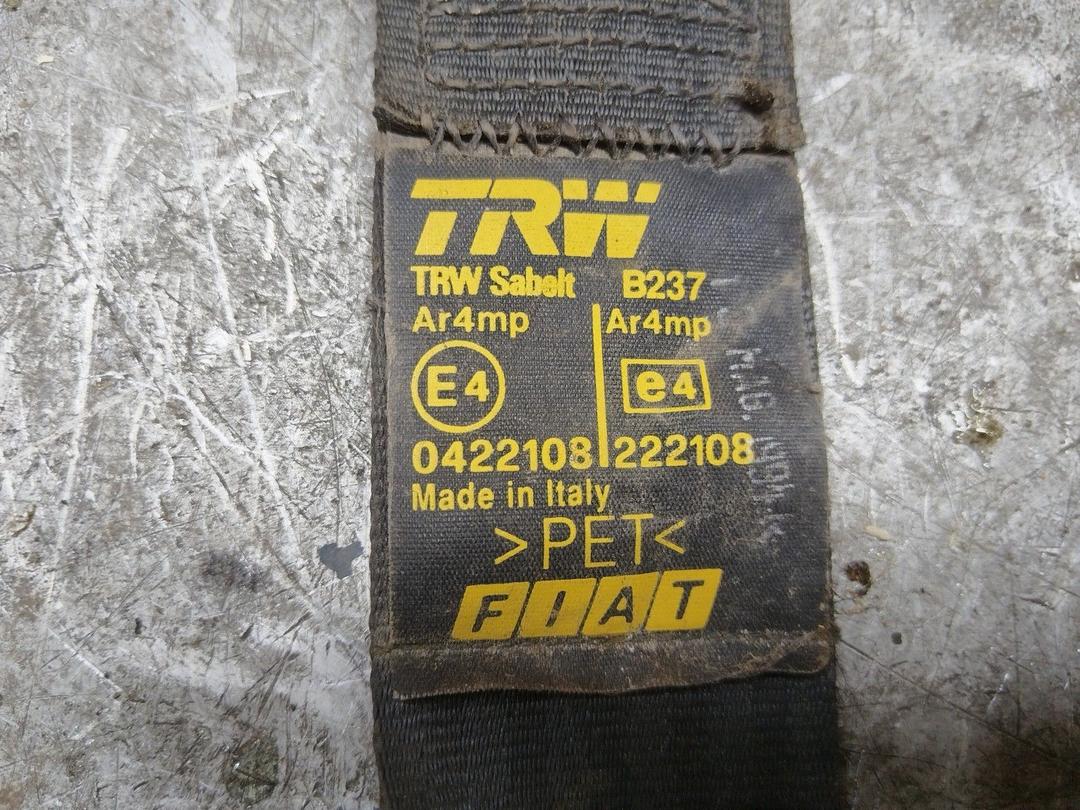 TRW
TRW Sabelt B237
Ar4mp Ar4mp
E4 e4
0422108 222108
Made in Italy
>PET<
FIAT